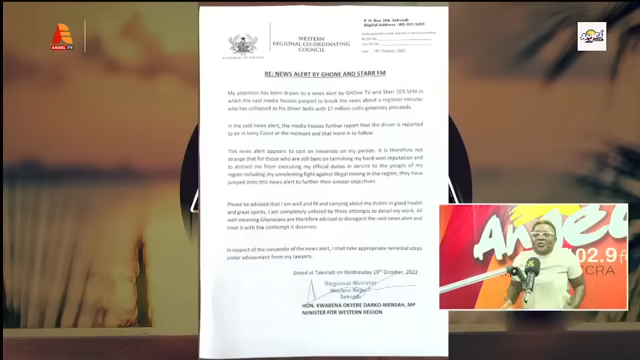 ANGEL TV
Angel
WESTERN
REGIONAL CO-ORDINATING
COUNCIL
P. O. Box 304, Sekondi
Digital Address: WS-097-5209
REPUBLIC OF GHANA
19th October, 2022
RE: NEWS ALERT BY GHONE AND STARR FM
My attention has been drawn to a news alert by GHOne TV and Starr 103.5FM in
which the said media houses purport to break the news about a regional minister
who has collapsed as his driver bolts with 17 million cedis galamsey proceeds.
In the said news alert, the media houses further report that the driver is reported
to be in Ivory Coast at the moment and that more is to follow.
This news alert appears to cast an innuendo on my person. It is therefore not
strange that for those who are still bent on tarnishing my hard-won reputation and
to distract me from executing my official duties in service to the people of my
region including my unrelenting fight against illegal mining in the region, they have
jumped onto this news alert to further their sinister objectives.
Please be advised that I am well and fit and carrying about my duties in good health
and great spirits. I am completely unfazed by these attempts to derail my work. All
well-meaning Ghanaians are therefore advised to disregard the said news alert and
treat it with the contempt it deserves.
In respect of the innuendo of the news alert, I shall take appropriate remedial steps
under advisement from my lawyers.
Dated at Takoradi on Wednesday 19th October, 2022
Regional Minister
Western Region
Sekondi
HON. KWABENA OKYERE DARKO-MENSAH, MP
MINISTER FOR WESTERN REGION
Angel
102.9
ACCRA